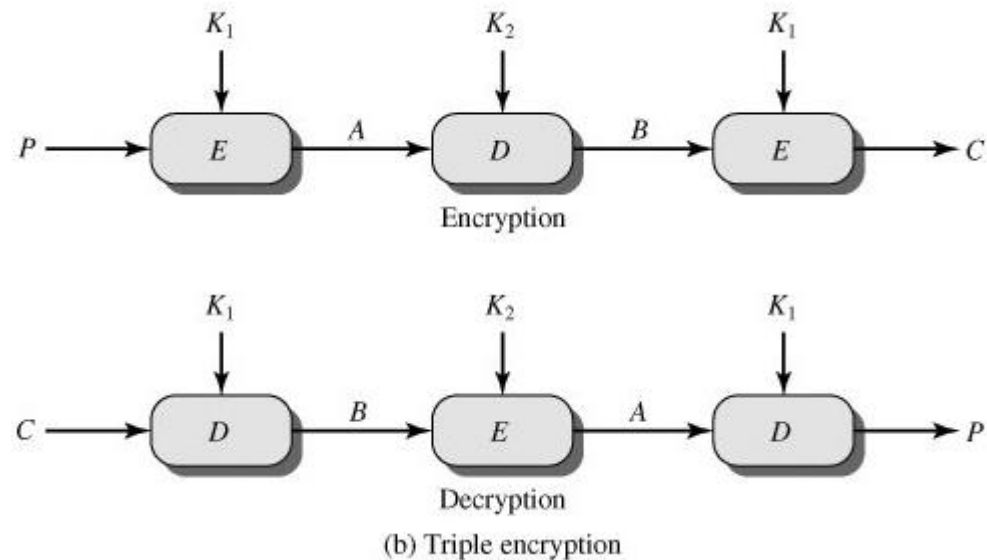 K₁ K₂ K₁
P E A D B E C
Encryption
K₁ K₂ K₁
C D B E A D P
Decryption
(b) Triple encryption